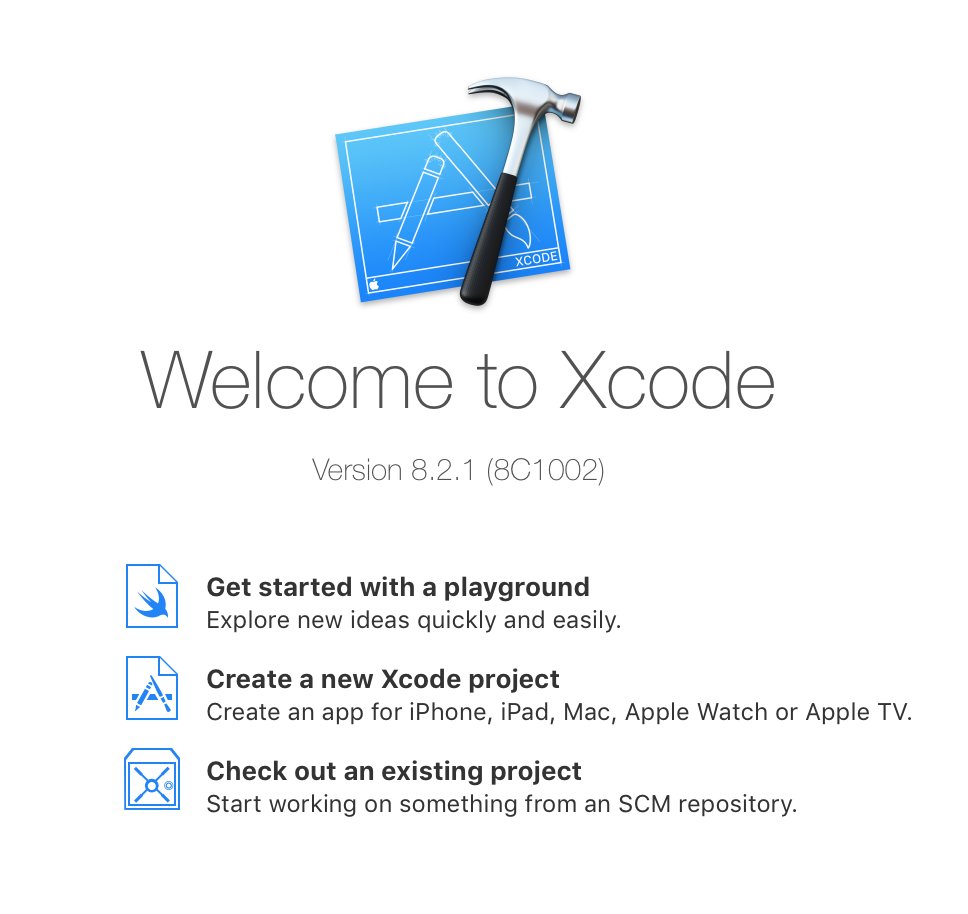 XCODE
Welcome to Xcode
Version 8.2.1 (8C1002)
Get started with a playground
Explore new ideas quickly and easily.
Create a new Xcode project
Create an app for iPhone, iPad, Mac, Apple Watch or Apple TV.
Check out an existing project
Start working on something from an SCM repository.